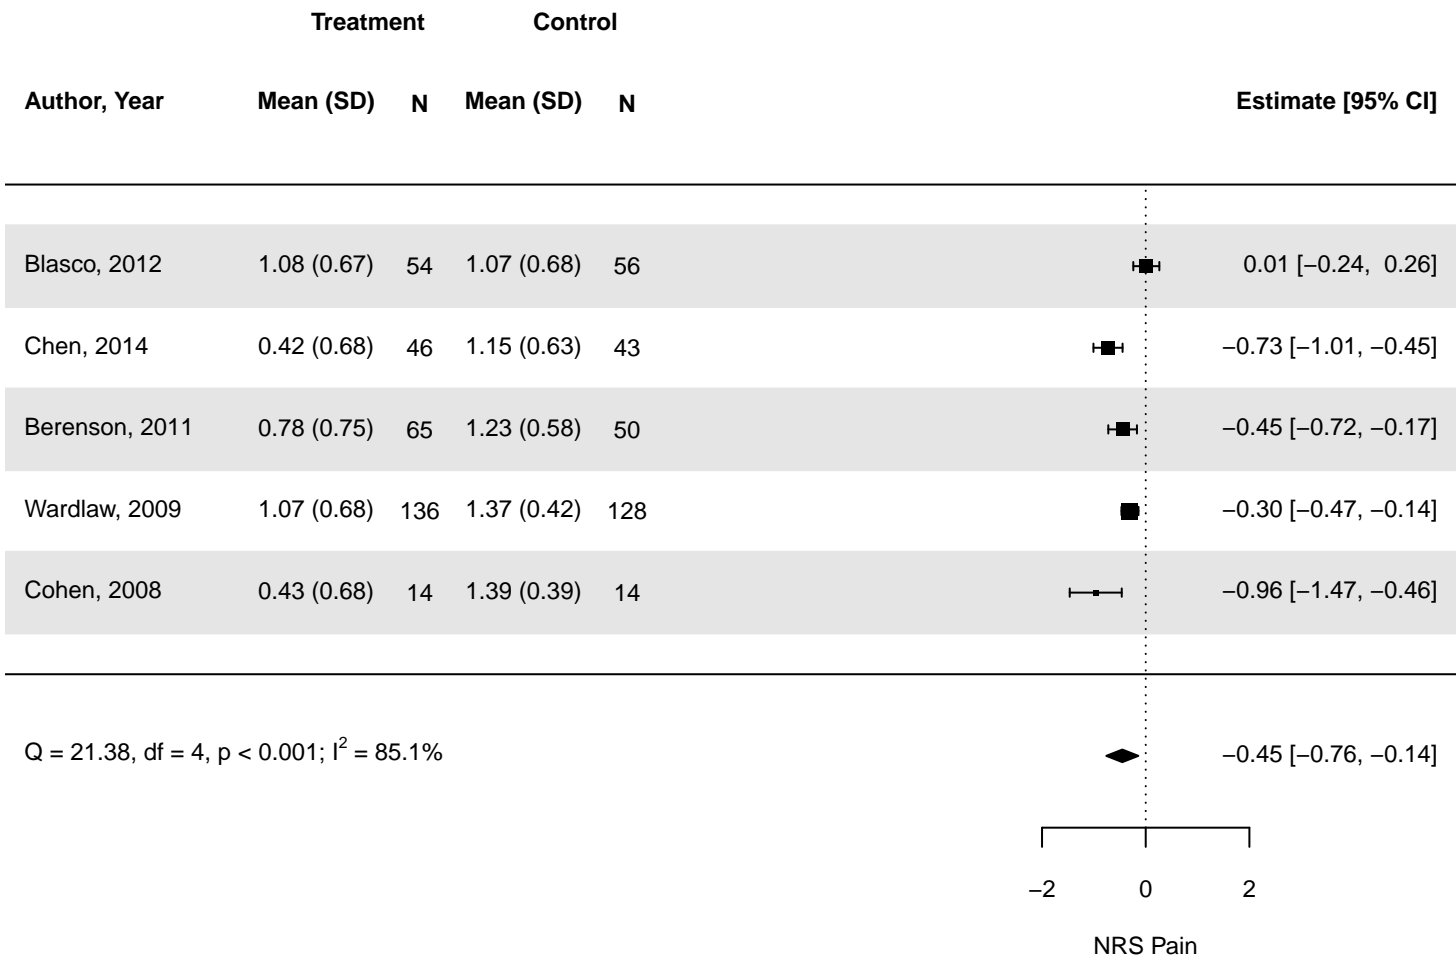 Treatment Control
Author, Year Mean (SD) N Mean (SD) N Estimate [95% CI]
Blasco, 2012 1.08 (0.67) 54 1.07 (0.68) 56 0.01 [−0.24, 0.26]
Chen, 2014 0.42 (0.68) 46 1.15 (0.63) 43 −0.73 [−1.01, −0.45]
Berenson, 2011 0.78 (0.75) 65 1.23 (0.58) 50 −0.45 [−0.72, −0.17]
Wardlaw, 2009 1.07 (0.68) 136 1.37 (0.42) 128 −0.30 [−0.47, −0.14]
Cohen, 2008 0.43 (0.68) 14 1.39 (0.39) 14 −0.96 [−1.47, −0.46]
Q = 21.38, df = 4, p < 0.001; I² = 85.1% −0.45 [−0.76, −0.14]
−2 0 2
NRS Pain